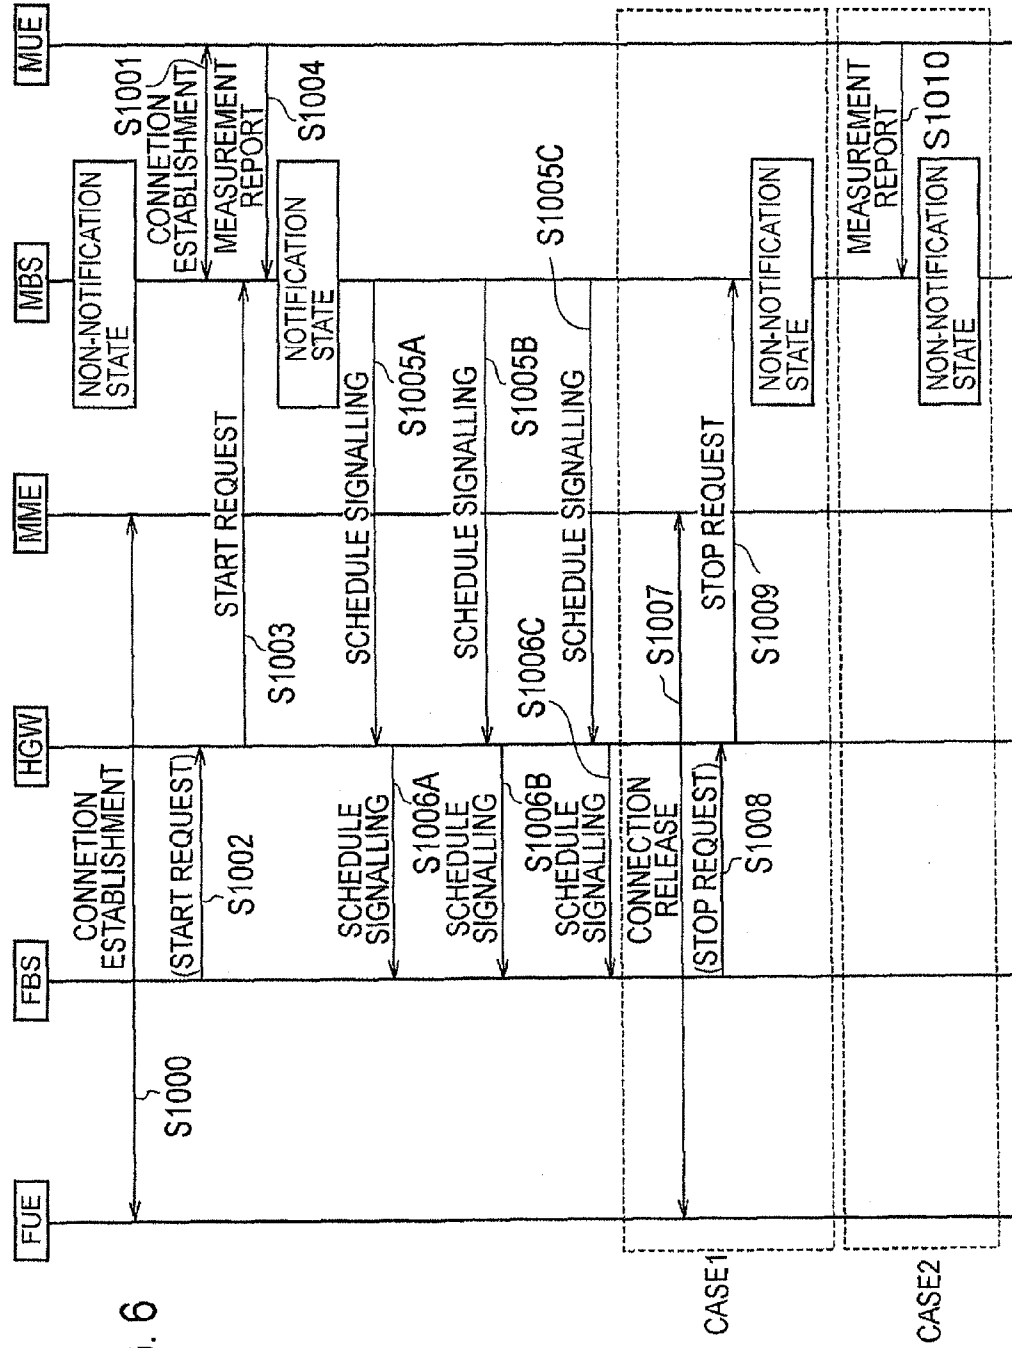 . 6
FUE
FBS
HGW
MME
MBS
MUE
NON-NOTIFICATION
STATE
CONNETION
ESTABLISHMENT
S1000
S1001
CONNETION
ESTABLISHMENT
(START REQUEST)
S1002
START REQUEST
S1003
MEASUREMENT
REPORT
S1004
NOTIFICATION
STATE
SCHEDULE SIGNALLING
S1005A
SCHEDULE
SIGNALLING
S1006A
SCHEDULE SIGNALLING
S1005B
SCHEDULE
SIGNALLING
S1006B
SCHEDULE SIGNALLING
S1005C
SCHEDULE
SIGNALLING
S1006C
CASE1
CONNECTION
RELEASE
S1007
(STOP REQUEST)
S1008
STOP REQUEST
S1009
NON-NOTIFICATION
STATE
CASE2
MEASUREMENT
REPORT
S1010
NON-NOTIFICATION
STATE